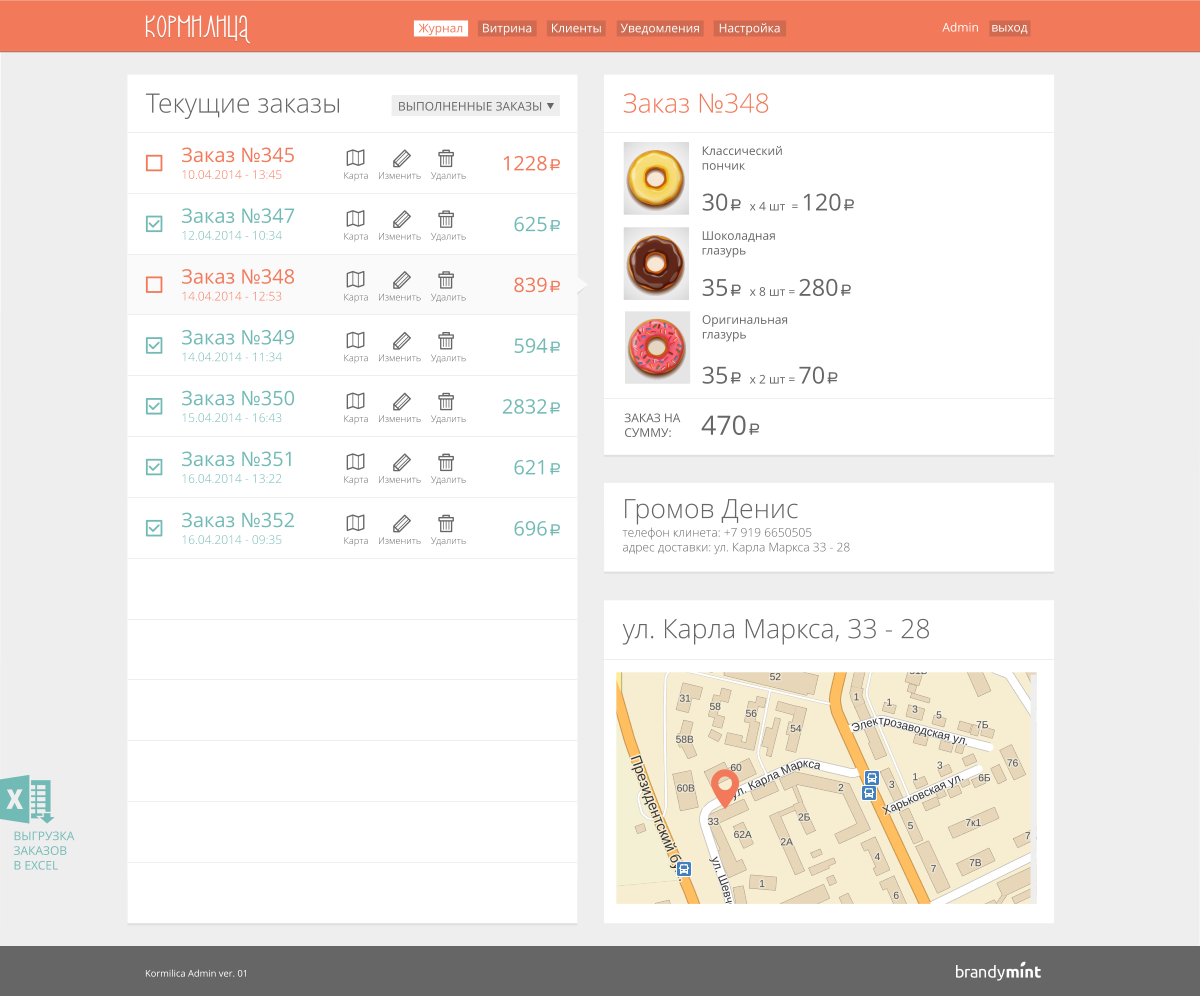 КОРМИЛИЦА
Журнал Витрина Клиенты Уведомления Настройка
Admin выход
Текущие заказы
ВЫПОЛНЕННЫЕ ЗАКАЗЫ ▼
Заказ №345
10.04.2014 - 13:45
Карта Изменить Удалить
1228₽
Заказ №347
12.04.2014 - 10:34
Карта Изменить Удалить
625₽
Заказ №348
14.04.2014 - 12:53
Карта Изменить Удалить
839₽
Заказ №349
14.04.2014 - 11:34
Карта Изменить Удалить
594₽
Заказ №350
15.04.2014 - 16:43
Карта Изменить Удалить
2832₽
Заказ №351
16.04.2014 - 13:22
Карта Изменить Удалить
621₽
Заказ №352
16.04.2014 - 09:35
Карта Изменить Удалить
696₽
X
ВЫГРУЗКА
ЗАКАЗОВ
В EXCEL
Заказ №348
Классический
пончик
30₽ x 4 шт = 120₽
Шоколадная
глазурь
35₽ x 8 шт = 280₽
Оригинальная
глазурь
35₽ x 2 шт = 70₽
ЗАКАЗ НА
СУММУ:
470₽
Громов Денис
телефон клинета: +7 919 6650505
адрес доставки: ул. Карла Маркса 33 - 28
ул. Карла Маркса, 33 - 28
52
31
58
56
54
58В
1
1
3
5
7Б
Электрозаводская ул.
Президентский бул.
60
60В
ул. Карла Маркса
2
3
1
3
6Б
7б
Харьковская ул.
33
62А
2Б
2А
5
7к1
7
4
7
7В
ул. Шевч
1
6
Kormilica Admin ver. 01
brandymint